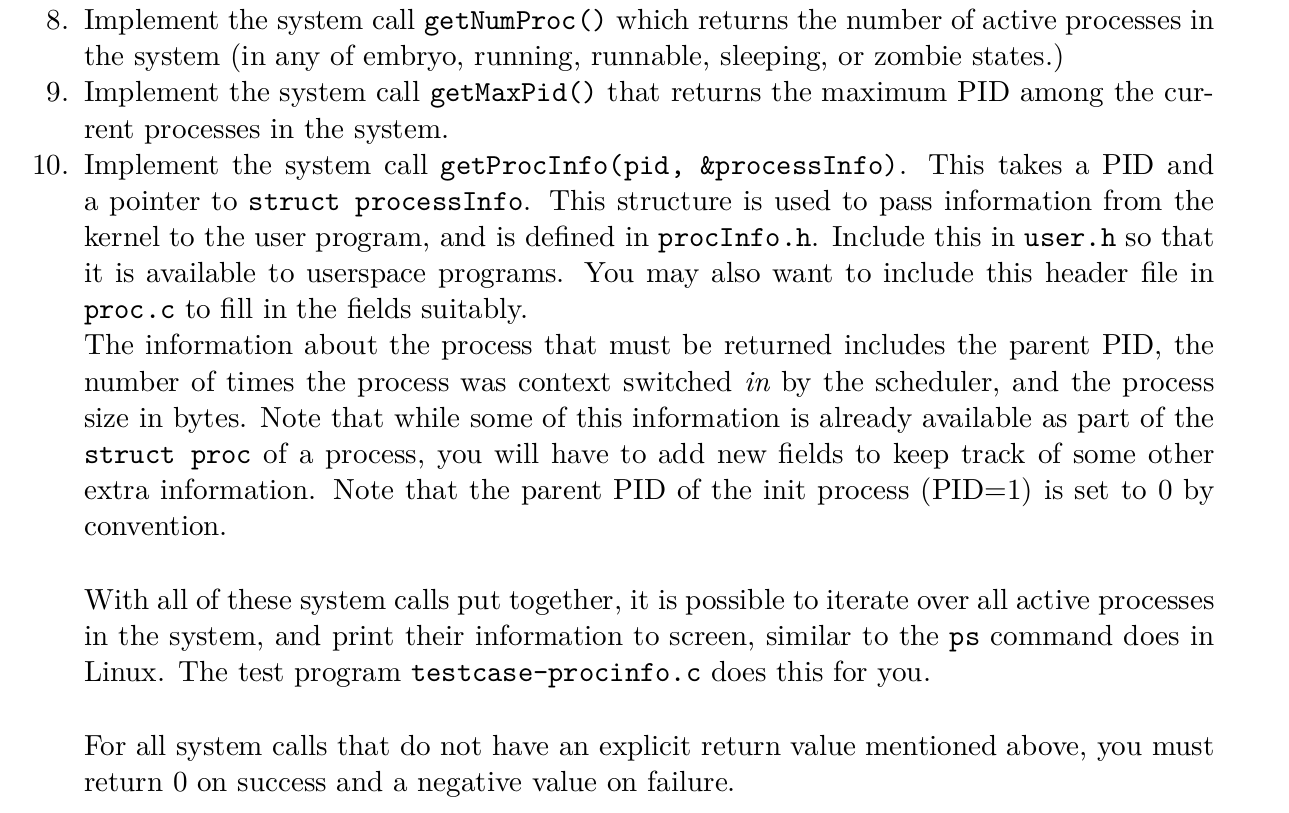 8. Implement the system call getNumProc() which returns the number of active processes in
the system (in any of embryo, running, runnable, sleeping, or zombie states.)
9. Implement the system call getMaxPid() that returns the maximum PID among the cur-
rent processes in the system.
10. Implement the system call getProcInfo(pid, &processInfo). This takes a PID and
a pointer to struct processInfo. This structure is used to pass information from the
kernel to the user program, and is defined in procInfo.h. Include this in user.h so that
it is available to userspace programs. You may also want to include this header file in
proc.c to fill in the fields suitably.
The information about the process that must be returned includes the parent PID, the
number of times the process was context switched in by the scheduler, and the process
size in bytes. Note that while some of this information is already available as part of the
struct proc of a process, you will have to add new fields to keep track of some other
extra information. Note that the parent PID of the init process (PID=1) is set to 0 by
convention.
With all of these system calls put together, it is possible to iterate over all active processes
in the system, and print their information to screen, similar to the ps command does in
Linux. The test program testcase-procinfo.c does this for you.
For all system calls that do not have an explicit return value mentioned above, you must
return 0 on success and a negative value on failure.